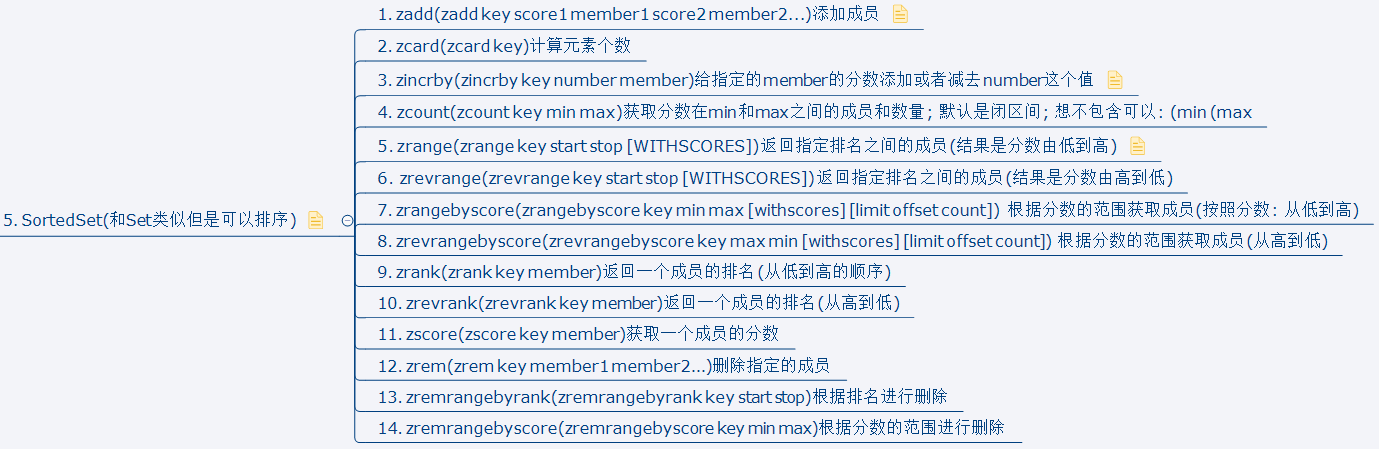 1. zadd(zadd key score1 member1 score2 member2...)添加成员
2. zcard(zcard key)计算元素个数
3. zincrby(zincrby key number member)给指定的member的分数添加或者减去number这个值
4. zcount(zcount key min max)获取分数在min和max之间的成员和数量; 默认是闭区间; 想不包含可以: (min (max
5. zrange(zrange key start stop [WITHSCORES])返回指定排名之间的成员(结果是分数由低到高)
6. zrevrange(zrevrange key start stop [WITHSCORES])返回指定排名之间的成员(结果是分数由高到低)
7. zrangebyscore(zrangebyscore key min max [withscores] [limit offset count]) 根据分数的范围获取成员(按照分数: 从低到高)
5. SortedSet(和Set类似但是可以排序)
8. zrevrangebyscore(zrevrangebyscore key max min [withscores] [limit offset count]) 根据分数的范围获取成员(从高到低)
9. zrank(zrank key member)返回一个成员的排名(从低到高的顺序)
10. zrevrank(zrevrank key member)返回一个成员的排名(从高到低)
11. zscore(zscore key member)获取一个成员的分数
12. zrem(zrem key member1 member2...)删除指定的成员
13. zremrangebyrank(zremrangebyrank key start stop)根据排名进行删除
14. zremrangebyscore(zremrangebyscore key min max)根据分数的范围进行删除